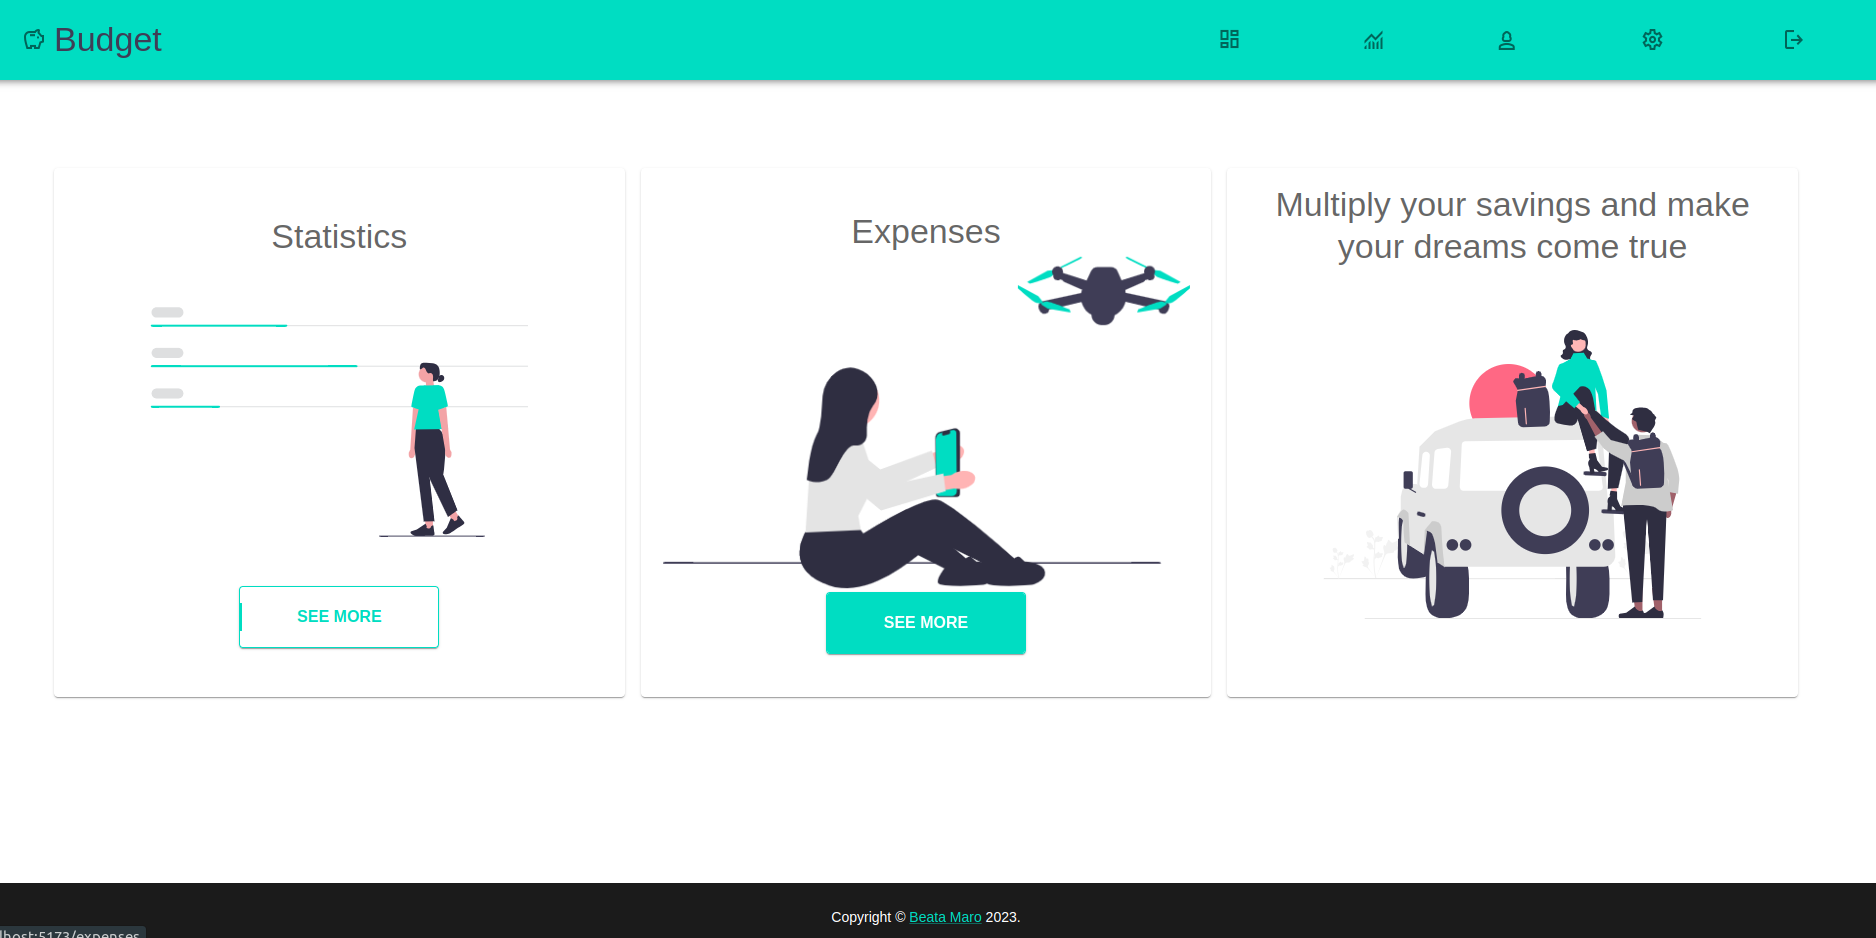 Budget
Statistics
SEE MORE
Expenses
SEE MORE
Multiply your savings and make
your dreams come true
Copyright © Beata Maro 2023.
lhost:5173/expenses